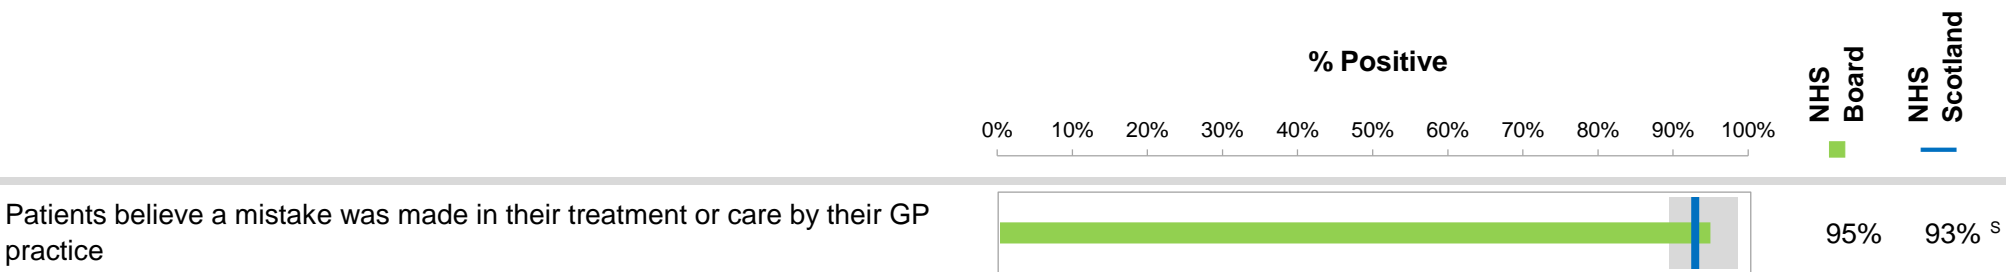 % Positive
NHS
Board
NHS
Scotland
0% 10% 20% 30% 40% 50% 60% 70% 80% 90% 100%
Patients believe a mistake was made in their treatment or care by their GP
practice
95% 93% S